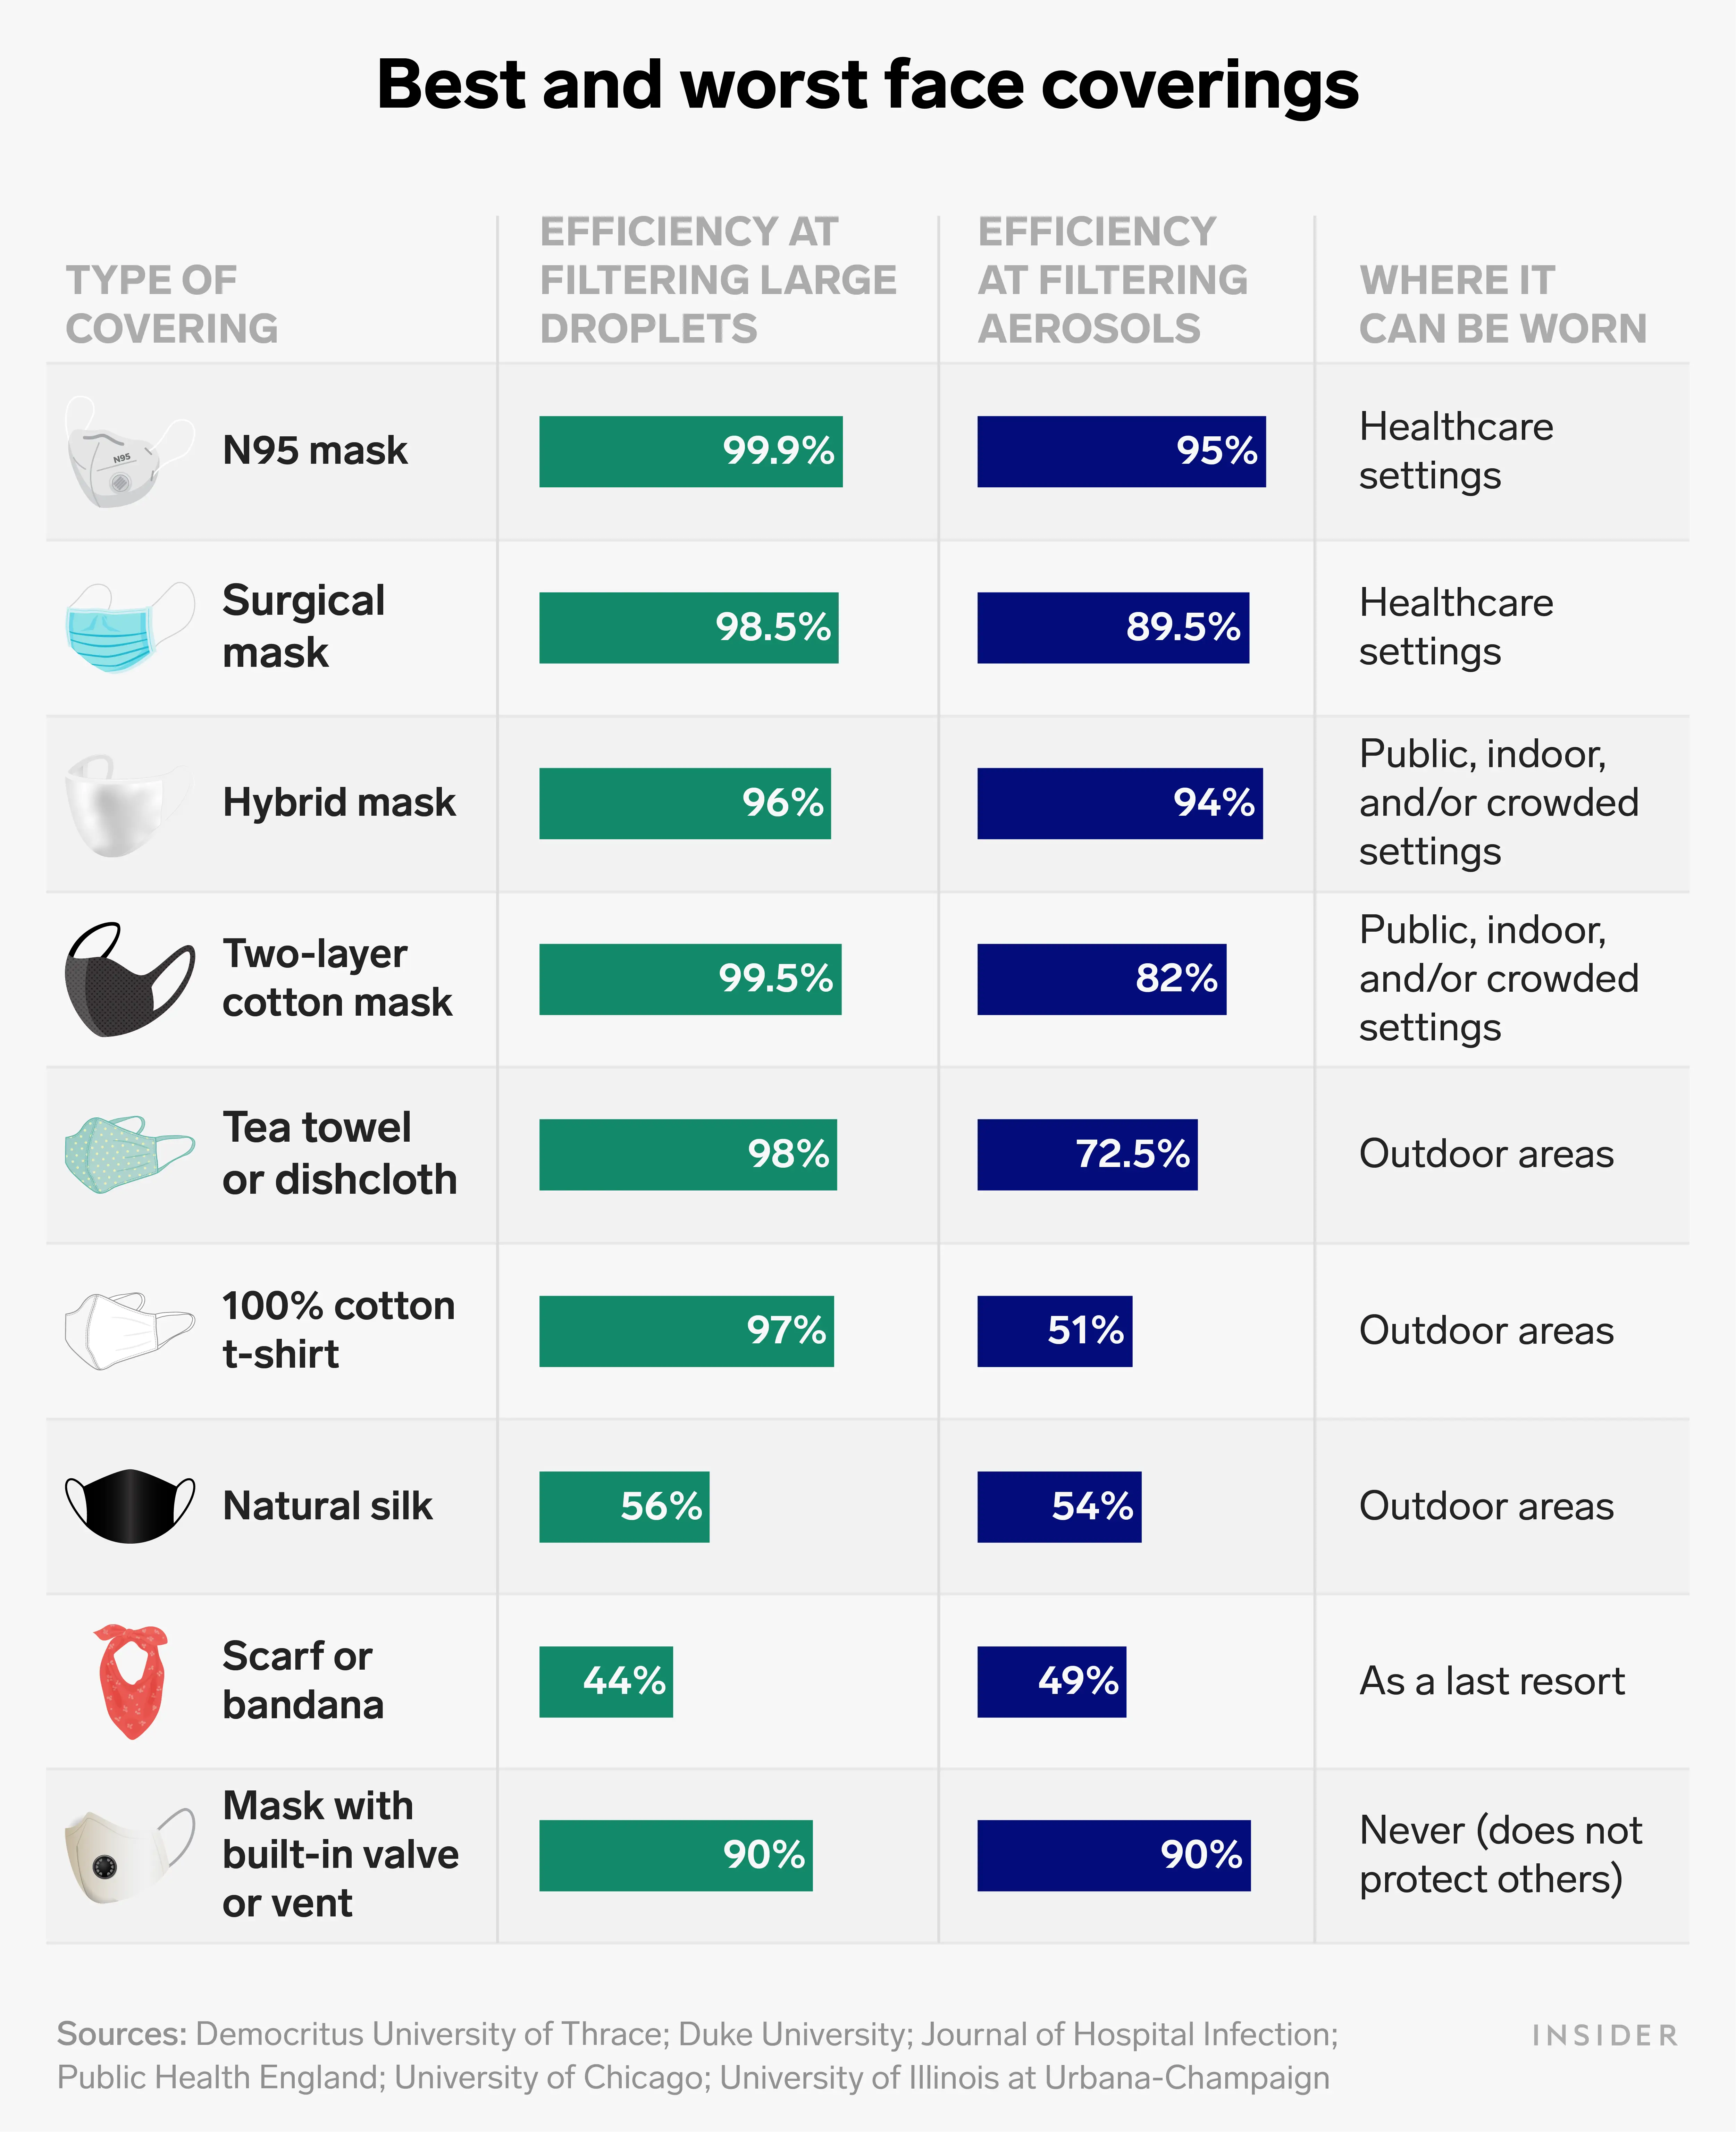 Best and worst face coverings
TYPE OF
COVERING
EFFICIENCY AT
FILTERING LARGE
DROPLETS
EFFICIENCY
AT FILTERING
AEROSOLS
WHERE IT
CAN BE WORN
N95
N95 mask
99.9%
95%
Healthcare
settings
Surgical
mask
98.5%
89.5%
Healthcare
settings
Hybrid mask
96%
94%
Public, indoor,
and/or crowded
settings
Two-layer
cotton mask
99.5%
82%
Public, indoor,
and/or crowded
settings
Tea towel
or dishcloth
98%
72.5%
Outdoor areas
100% cotton
t-shirt
97%
51%
Outdoor areas
Natural silk
56%
54%
Outdoor areas
Scarf or
bandana
44%
49%
As a last resort
Mask with
built-in valve
or vent
90%
90%
Never (does not
protect others)
Sources: Democritus University of Thrace; Duke University; Journal of Hospital Infection;
Public Health England; University of Chicago; University of Illinois at Urbana-Champaign
INSIDER